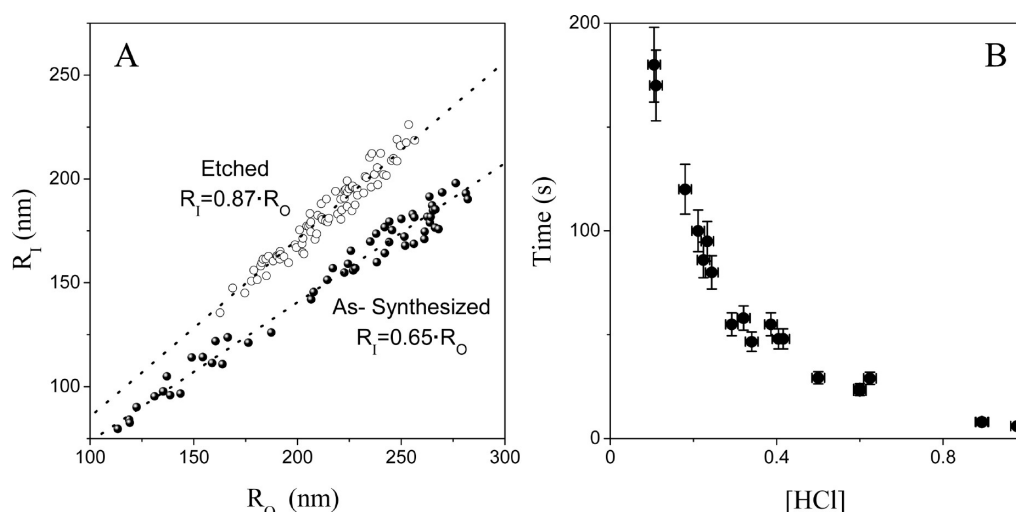 A
250
200
150
100
R_I (nm)
Etched
R_I=0.87·R_O
As- Synthesized
R_I=0.65·R_O
100 150 200 250 300
R_O (nm)
B
200
100
0
Time (s)
0 0.4 0.8
[HCl]